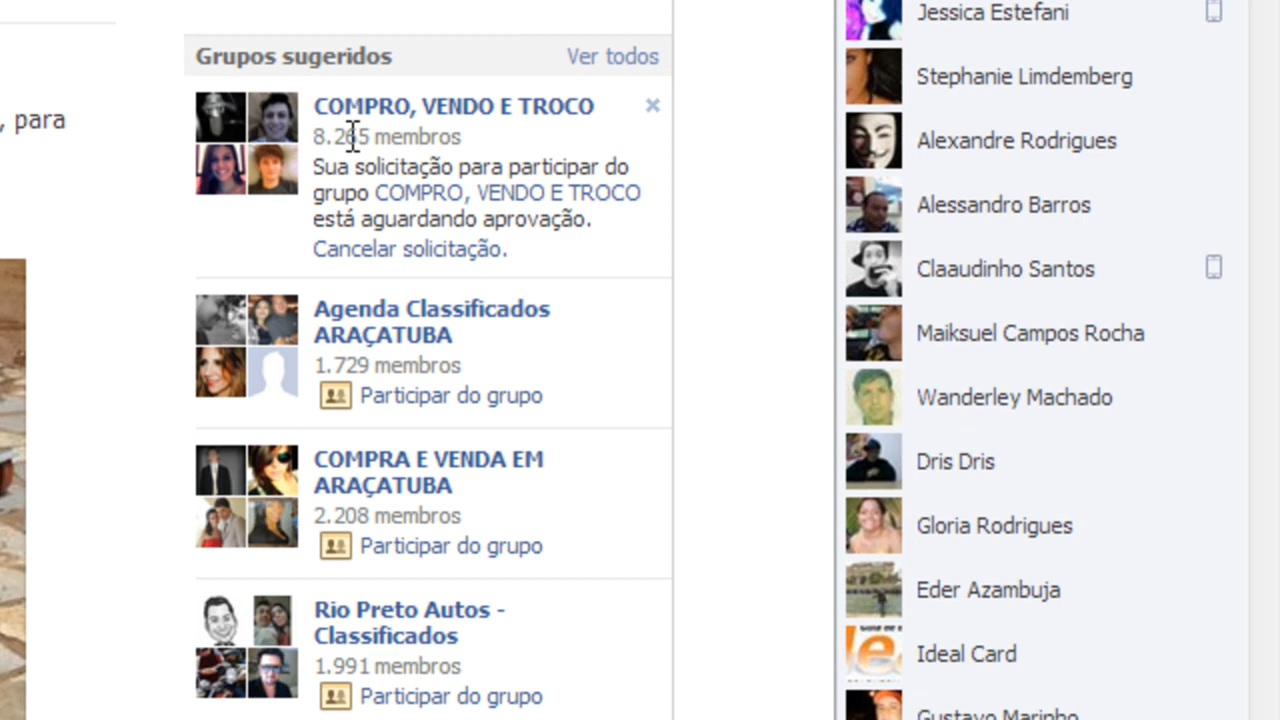 , para
Grupos sugeridos
Ver todos
COMPRO, VENDO E TROCO
8.265 membros
Sua solicitação para participar do
grupo COMPRO, VENDO E TROCO
está aguardando aprovação.
Cancelar solicitação.
Agenda Classificados
ARAÇATUBA
1.729 membros
Participar do grupo
COMPRA E VENDA EM
ARAÇATUBA
2.208 membros
Participar do grupo
Rio Preto Autos -
Classificados
1.991 membros
Participar do grupo
Jessica Estefani
Stephanie Limdemberg
Alexandre Rodrigues
Alessandro Barros
Claaudinho Santos
Maiksuel Campos Rocha
Wanderley Machado
Dris Dris
Gloria Rodrigues
Eder Azambuja
Ideal Card
Gustavo Marinho